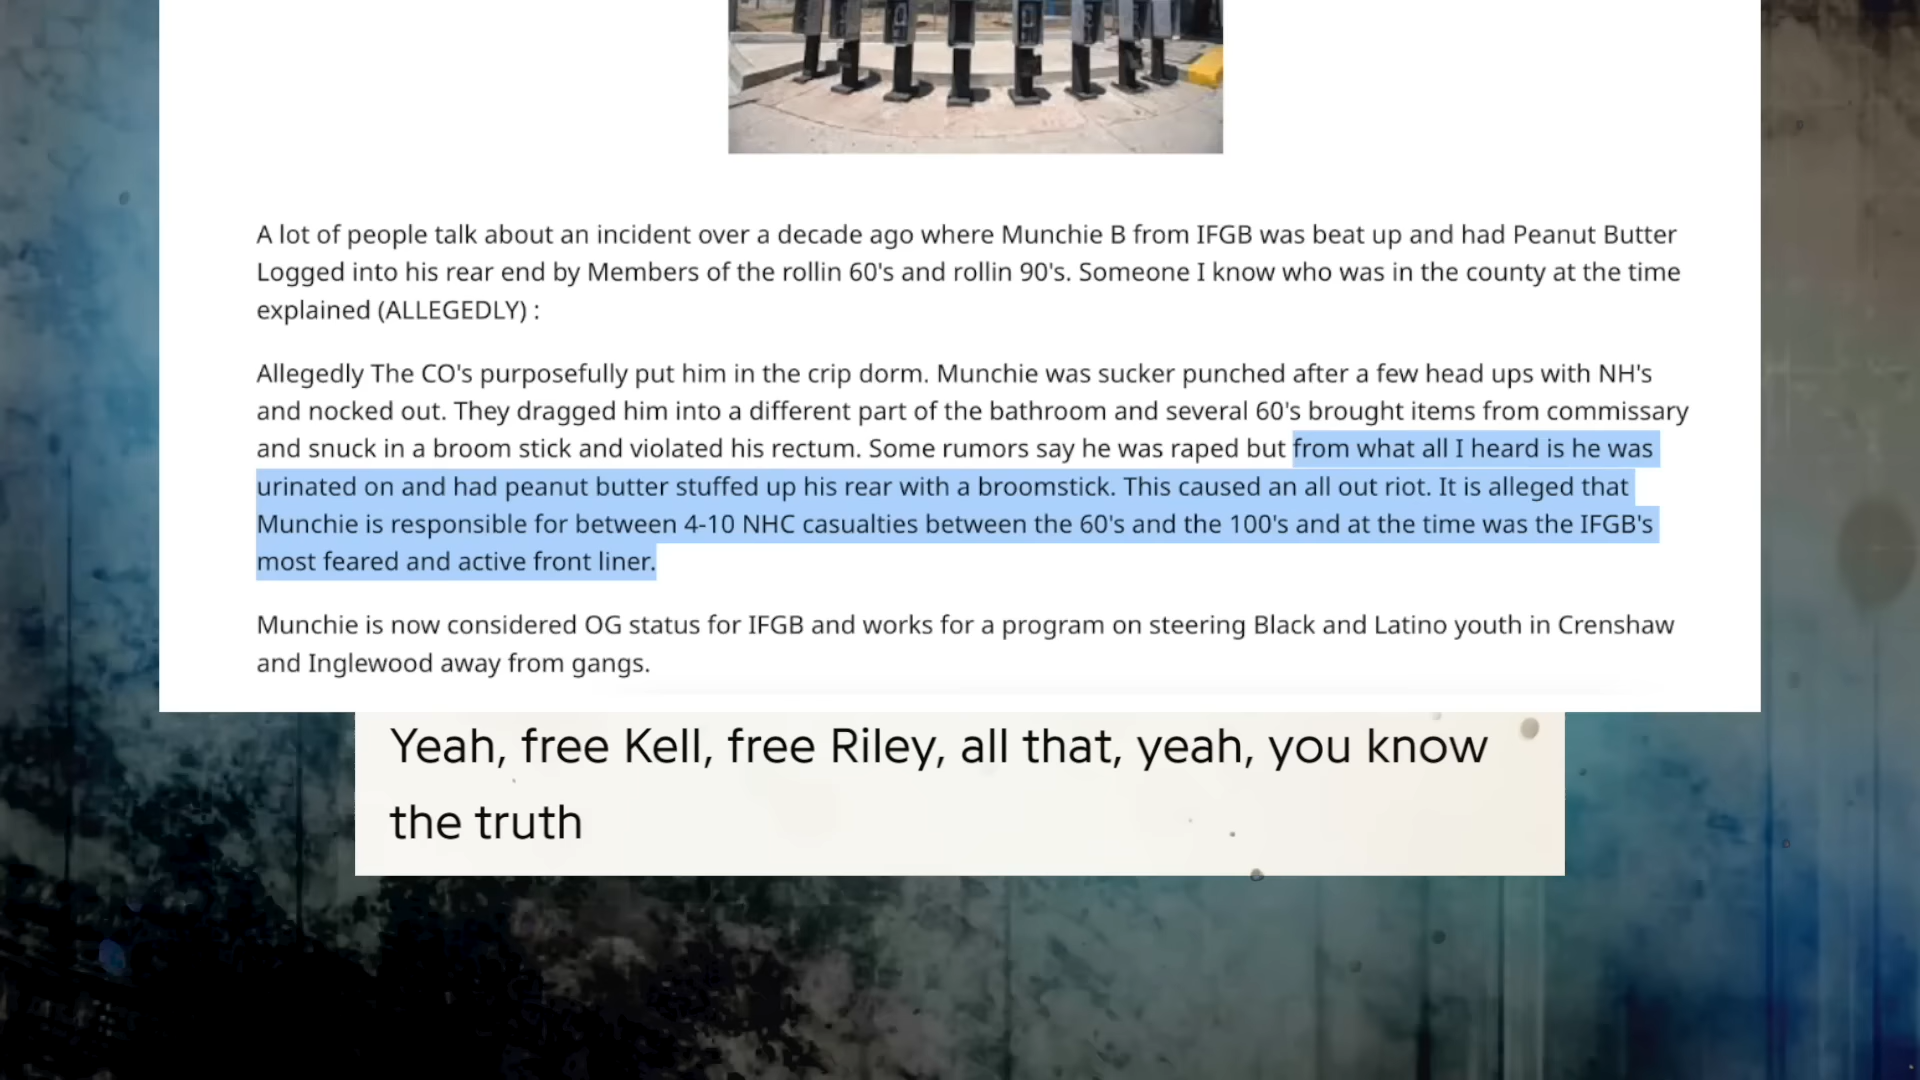 A lot of people talk about an incident over a decade ago where Munchie B from IFGB was beat up and had Peanut Butter
Logged into his rear end by Members of the rollin 60's and rollin 90's. Someone I know who was in the county at the time
explained (ALLEGEDLY) :
Allegedly The CO's purposefully put him in the crip dorm. Munchie was sucker punched after a few head ups with NH's
and nocked out. They dragged him into a different part of the bathroom and several 60's brought items from commissary
and snuck in a broom stick and violated his rectum. Some rumors say he was raped but from what all I heard is he was
urinated on and had peanut butter stuffed up his rear with a broomstick. This caused an all out riot. It is alleged that
Munchie is responsible for between 4-10 NHC casualties between the 60's and the 100's and at the time was the IFGB's
most feared and active front liner.
Munchie is now considered OG status for IFGB and works for a program on steering Black and Latino youth in Crenshaw
and Inglewood away from gangs.
Yeah, free Kell, free Riley, all that, yeah, you know
the truth